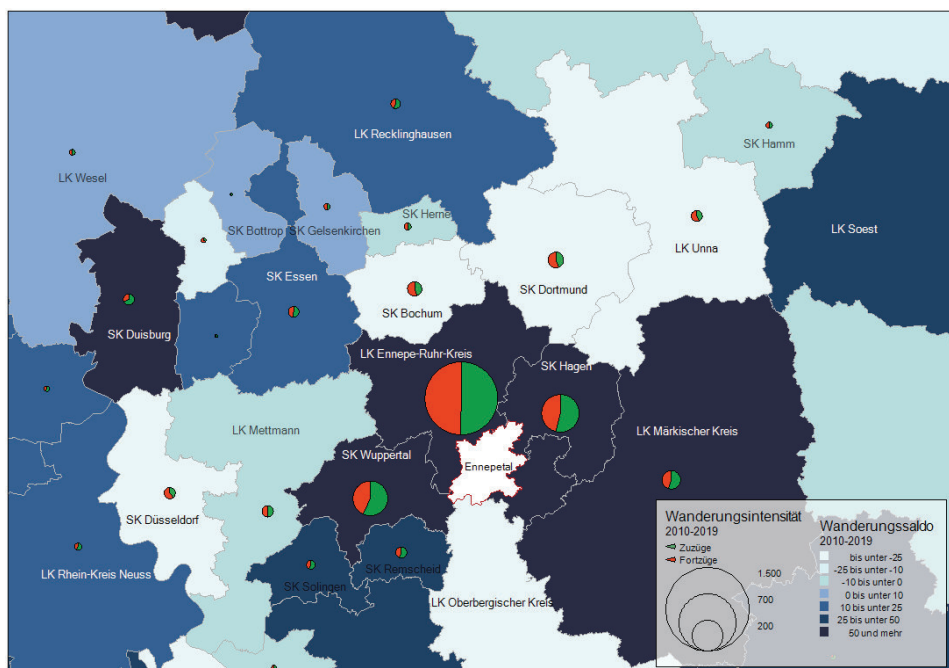 LK Recklinghausen
SK Hamm
LK Wesel
SK Herne
SK Bottrop
SK Gelsenkirchen
LK Unna
LK Soest
SK Essen
SK Dortmund
SK Bochum
SK Duisburg
LK Ennepe-Ruhr-Kreis
SK Hagen
LK Mettmann
LK Märkischer Kreis
SK Wuppertal
Ennepetal
SK Düsseldorf
LK Rhein-Kreis Neuss
SK Remscheid
SK Solingen
LK Oberbergischer Kreis
Wanderungsintensität
2010-2019
Zuzüge
Fortzüge
1.500
700
200
Wanderungssaldo
2010-2019
bis unter -25
-25 bis unter -10
-10 bis unter 0
0 bis unter 10
10 bis unter 25
25 bis unter 50
50 und mehr